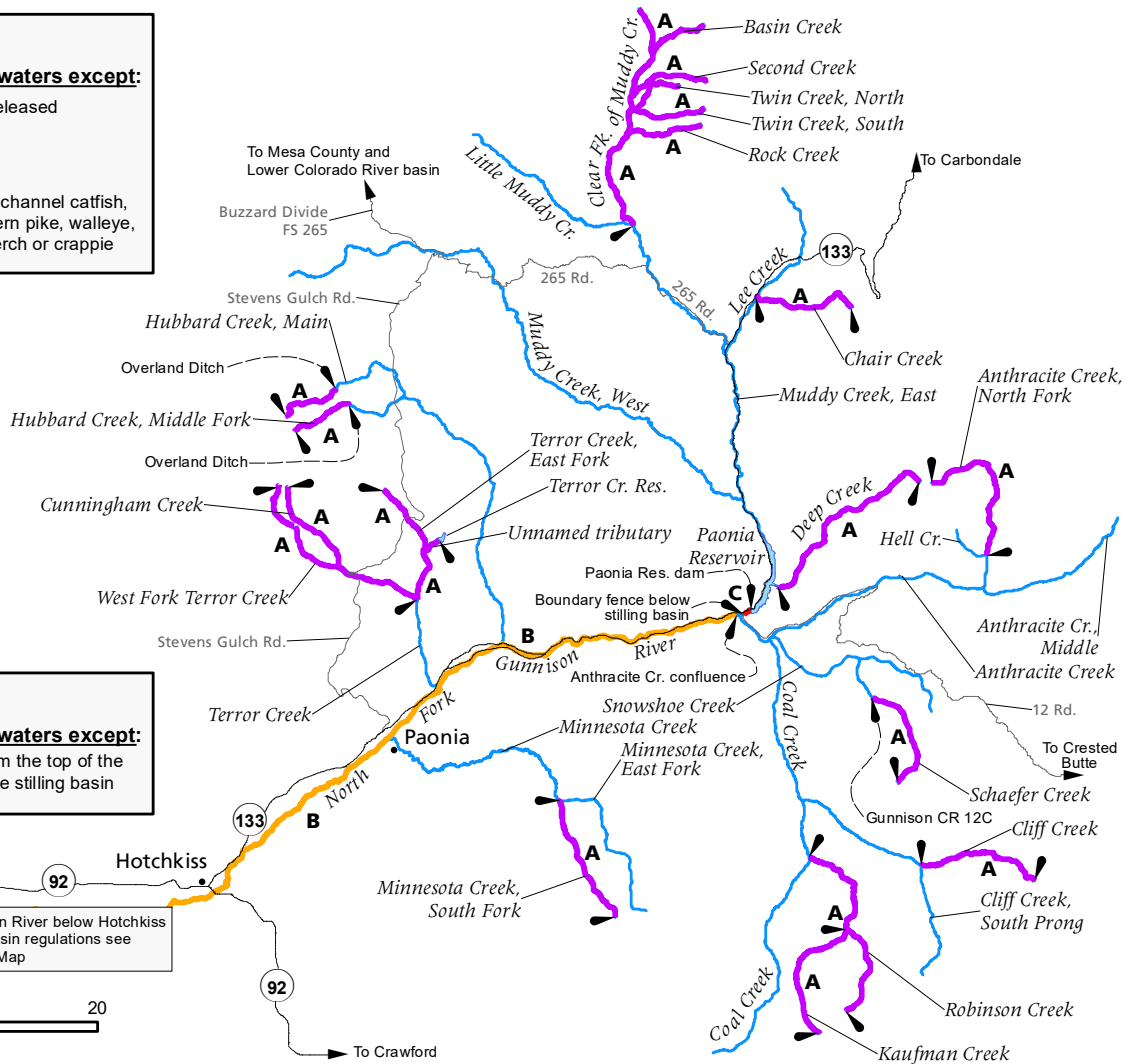 waters except:
eleased
channel catfish,
ern pike, walleye,
erch or crappie
A
Basin Creek
A
Second Creek
Twin Creek, North
A
Twin Creek, South
A
Rock Creek
Clear Fk. of Muddy Cr.
A
To Mesa County and
Lower Colorado River basin
Little Muddy Cr.
To Carbondale
Buzzard Divide
FS 265
265 Rd.
265 Rd.
Lee Creek
133
A
Chair Creek
Stevens Gulch Rd.
Hubbard Creek, Main
Overland Ditch
A
Hubbard Creek, Middle Fork
A
Overland Ditch
Muddy Creek, West
Muddy Creek, East
Anthracite Creek,
North Fork
A
Terror Creek,
East Fork
Terror Cr. Res.
Unnamed tributary
Cunningham Creek
A
A
A
A
West Fork Terror Creek
Stevens Gulch Rd.
Deep Creek
A
Hell Cr.
Paonia
Reservoir
Paonia Res. dam
C
Boundary fence below
stilling basin
B
Gunnison
River
Anthracite Cr. confluence
Anthracite Cr.,
Middle
Anthracite Creek
Snowshoe Creek
Coal Creek
12 Rd.
To Crested
Butte
A
Schaefer Creek
Gunnison CR 12C
Terror Creek
Fork
Paonia
Minnesota Creek
Minnesota Creek,
East Fork
North
B
133
waters except:
m the top of the
e stilling basin
Hotchkiss
92
A
Minnesota Creek,
South Fork
Cliff Creek
A
Cliff Creek,
South Prong
A
A
Robinson Creek
Kaufman Creek
Coal Creek
n River below Hotchkiss
sin regulations see
Map
92
20
To Crawford